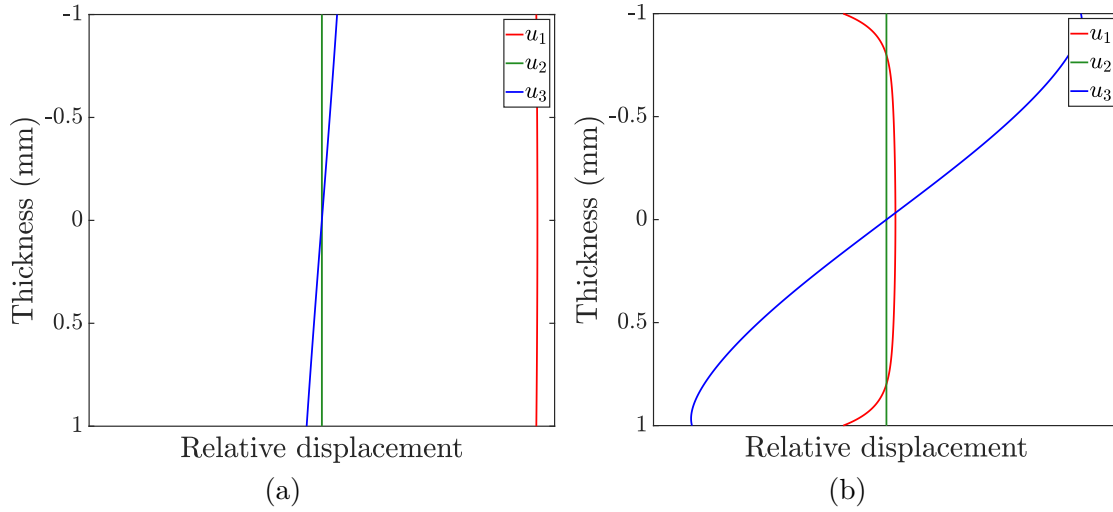 -1
-0.5
0
0.5
1
Thickness (mm)
Relative displacement
u1
u2
u3
(a)
-1
-0.5
0
0.5
1
Thickness (mm)
Relative displacement
u1
u2
u3
(b)